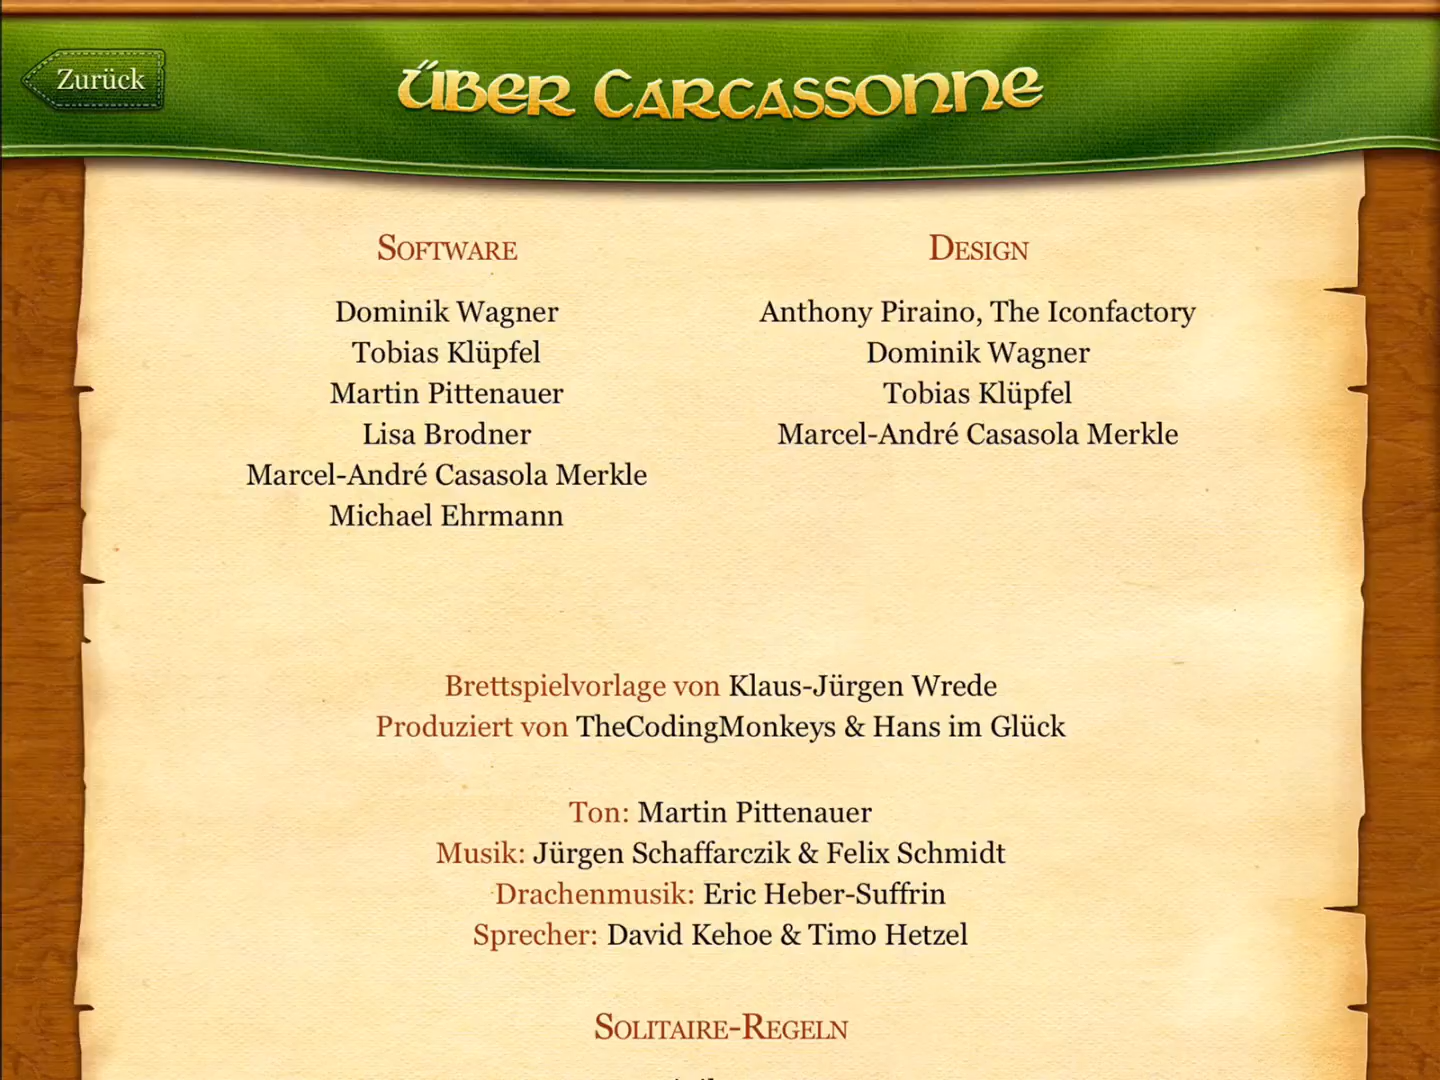 Zurück
Über Carcassonne
Software
Dominik Wagner
Tobias Klüpfel
Martin Pittenauer
Lisa Brodner
Marcel-André Casasola Merkle
Michael Ehrmann
Design
Anthony Piraino, The Iconfactory
Dominik Wagner
Tobias Klüpfel
Marcel-André Casasola Merkle
Brettspielvorlage von Klaus-Jürgen Wrede
Produziert von TheCodingMonkeys & Hans im Glück
Ton: Martin Pittenauer
Musik: Jürgen Schaffarczik & Felix Schmidt
Drachenmusik: Eric Heber-Suffrin
Sprecher: David Kehoe & Timo Hetzel
Solitaire-Regeln